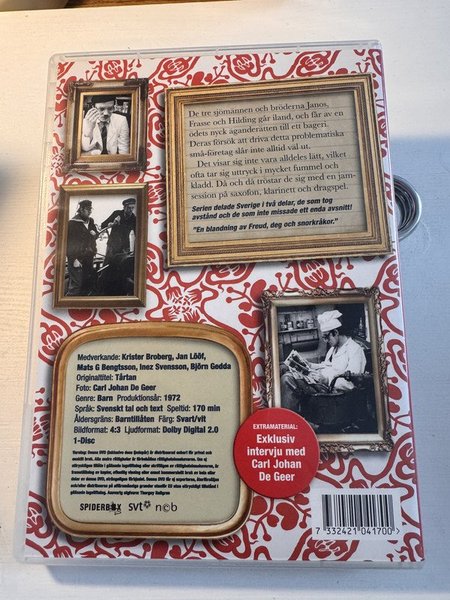 De tre sjömännen och bröderna Janos,
Frasse och Hilding går iland, och får av en
ödets nyck äganderätten till ett bageri.
Deras försök att driva detta problematiska
små-företag slår inte alltid väl ut.
Det visar sig inte vara alldeles lätt, vilket
ofta tar sig uttryck i mycket fummel och
kladd. Då och då tröstar de sig med en jam-
session på saxifon, klarinett och dragspel.
Serien delade Sverige i två delar, de som tog
avstånd och de som inte missade ett enda avsnitt!
"En blandning av Freud, deg och snorkråkor."
Medverkande: Krister Broberg, Jan Lööf,
Mats G Bengtsson, Inez Svensson, Björn Godda
Originaltitel: Tårtan
Foto: Carl Johan De Geer
Genre: Barn Produktionsår: 1972
Språk: Svenskt tal och text Speltid: 170 min
Åldersgräns: Barntillåten Färg: Svart/vit
Bildformat: 4:3 Ljudformat: Dolby Digital 2.0
1-Disc
EXTRAMATERIAL:
Exklusiv
intervju med
Carl Johan
De Geer
SPIDERBOX svt ncb
7 332421 041700 >